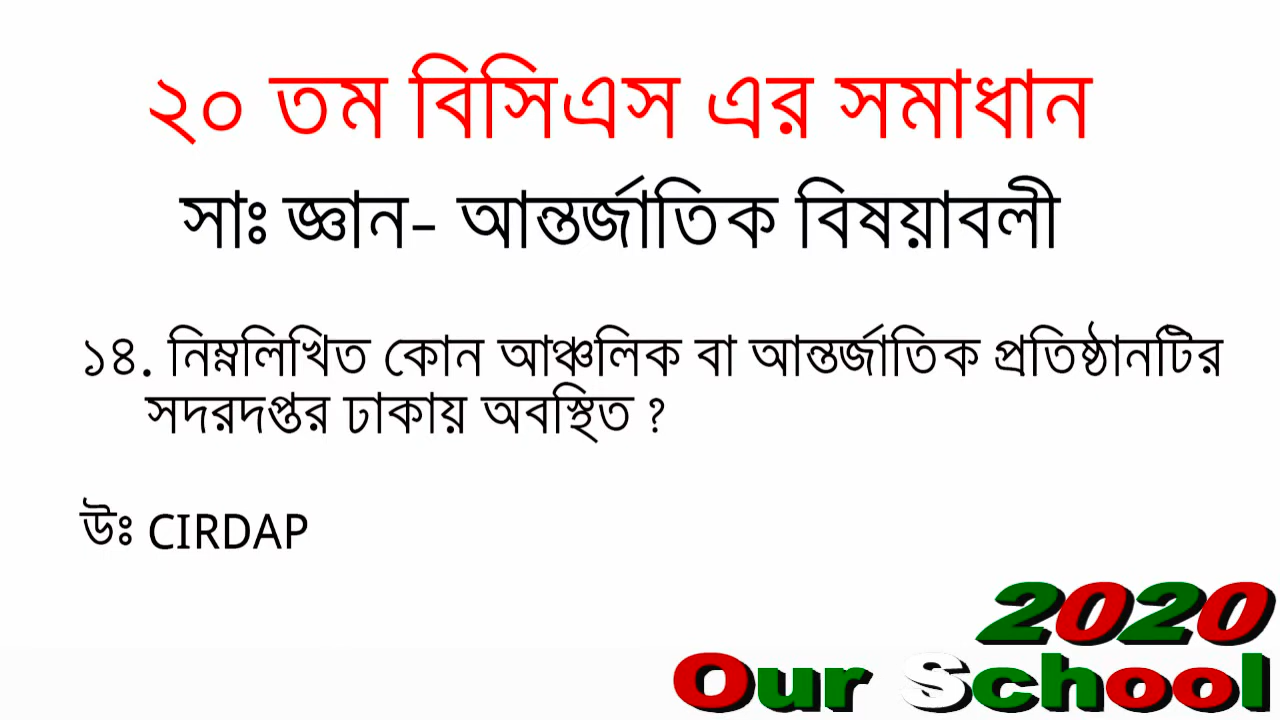 ২০ তম বিসিএস এর সমাধান
সাঃ জ্ঞান- আন্তর্জাতিক বিষয়াবলী
১৪. নিম্নলিখিত কোন আঞ্চলিক বা আন্তর্জাতিক প্রতিষ্ঠানটির
সদরদপ্তর ঢাকায় অবস্থিত ?
উঃ CIRDAP
2020
Our School